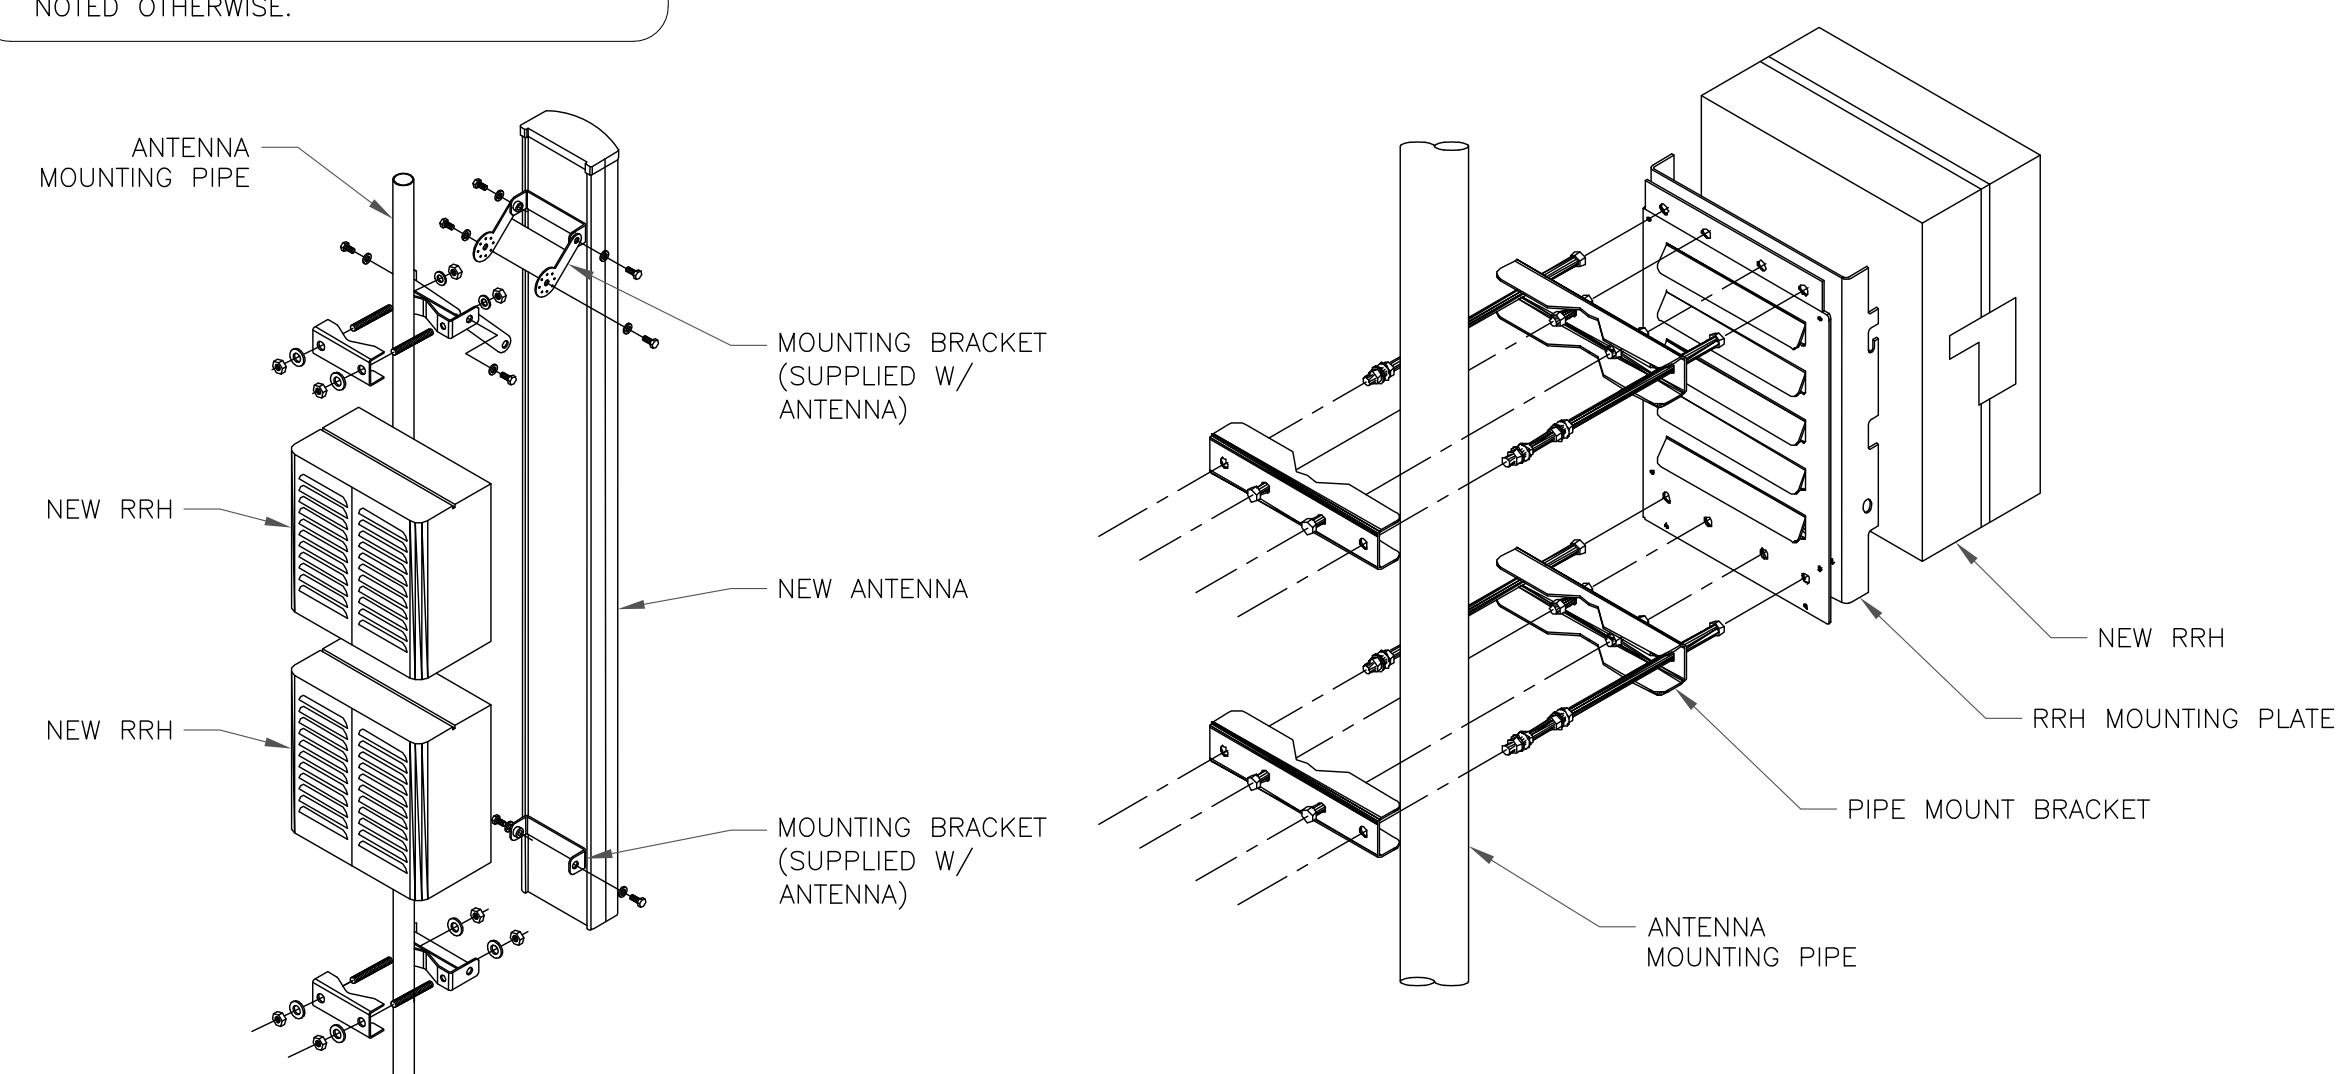 NOTED OTHERWISE.
ANTENNA
MOUNTING PIPE
MOUNTING BRACKET
(SUPPLIED W/
ANTENNA)
NEW RRH
NEW ANTENNA
NEW RRH
MOUNTING BRACKET
(SUPPLIED W/
ANTENNA)
NEW RRH
RRH MOUNTING PLATE
PIPE MOUNT BRACKET
ANTENNA
MOUNTING PIPE